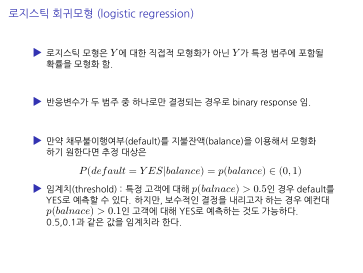 로지스틱 회귀모형 (logistic regression)
▶ 로지스틱 모형은 Y에 대한 직접적 모형화가 아닌 Y가 특정 범주에 포함될
확률을 모형화 함.
▶ 반응변수가 두 범주 중 하나로만 결정되는 경우로 binary response 임.
▶ 만약 채무불이행여부(default)를 지불잔액(balance)을 이용해서 모형화
하기 원한다면 추정 대상은
P(default = YES|balance) = p(balance) ∈ (0, 1)
▶ 임계치(threshold) : 특정 고객에 대해 p(balnace) > 0.5인 경우 default를
YES로 예측할 수 있다. 하지만, 보수적인 결정을 내리고자 하는 경우 예컨대
p(balnace) > 0.1인 고객에 대해 YES로 예측하는 것도 가능하다.
0.5,0.1과 같은 값을 임계치라 한다.